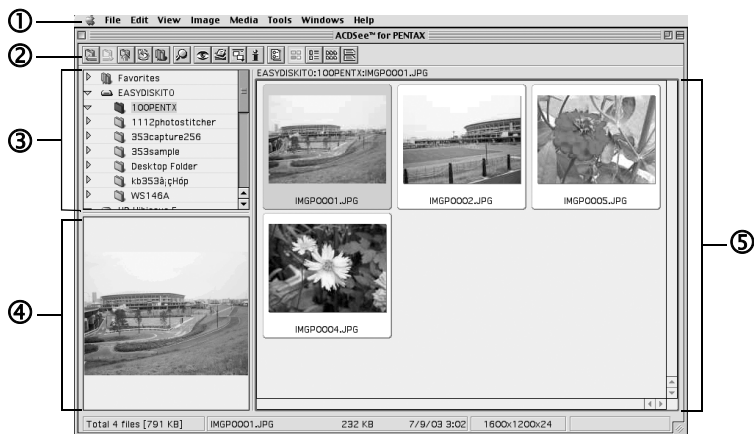 ① File Edit View Image Media Tools Windows Help
ACDSee™ for PENTAX
②
③
Favorites
EASYDISKIT0
100PENTX
1112photostitcher
353capture256
353sample
Desktop Folder
kb353â¡çHóp
WS146A
④
EASYDISKIT0:100PENTX:IMGP0001.JPG
IMGP0001.JPG
IMGP0002.JPG
IMGP0005.JPG
IMGP0004.JPG
⑤
Total 4 files [791 KB] IMGP0001.JPG 232 KB 7/9/03 3:02 1600x1200x24